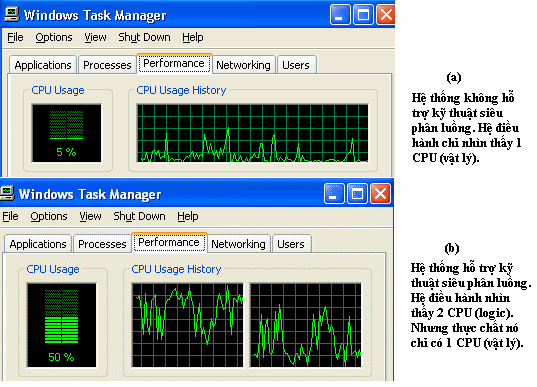 Windows Task Manager
File Options View Shut Down Help
Applications Processes Performance Networking Users
CPU Usage CPU Usage History
5 %
(a)
Hệ thống không hỗ
trợ kỹ thuật siêu
phân luồng. Hệ điều
hành chỉ nhìn thấy 1
CPU (vật lý).
Windows Task Manager
File Options View Shut Down Help
Applications Processes Performance Networking Users
CPU Usage CPU Usage History
50 %
(b)
Hệ thống hỗ trợ kỹ
thuật siêu phân luồng.
Hệ điều hành nhìn
thấy 2 CPU (logic).
Nhưng thực chất nó
chỉ có 1 CPU (vật lý).